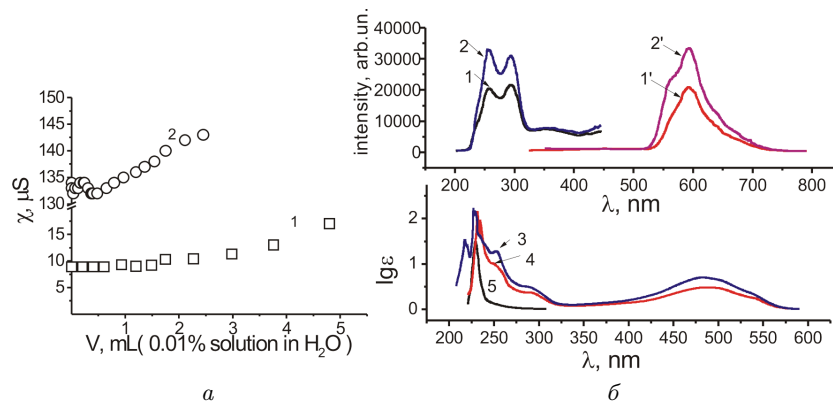 150
145
140
135
130
15
10
5
χ, μS
2
1
1 2 3 4 5
V, mL( 0.01% solution in H₂O )
а
intensity, arb.un.
40000
30000
20000
10000
0
2
1
2'
1'
200 300 400 500 600 700 800
λ, nm
lgε
2
1
0
3
4
5
200 250 300 350 400 450 500 550 600
λ, nm
б